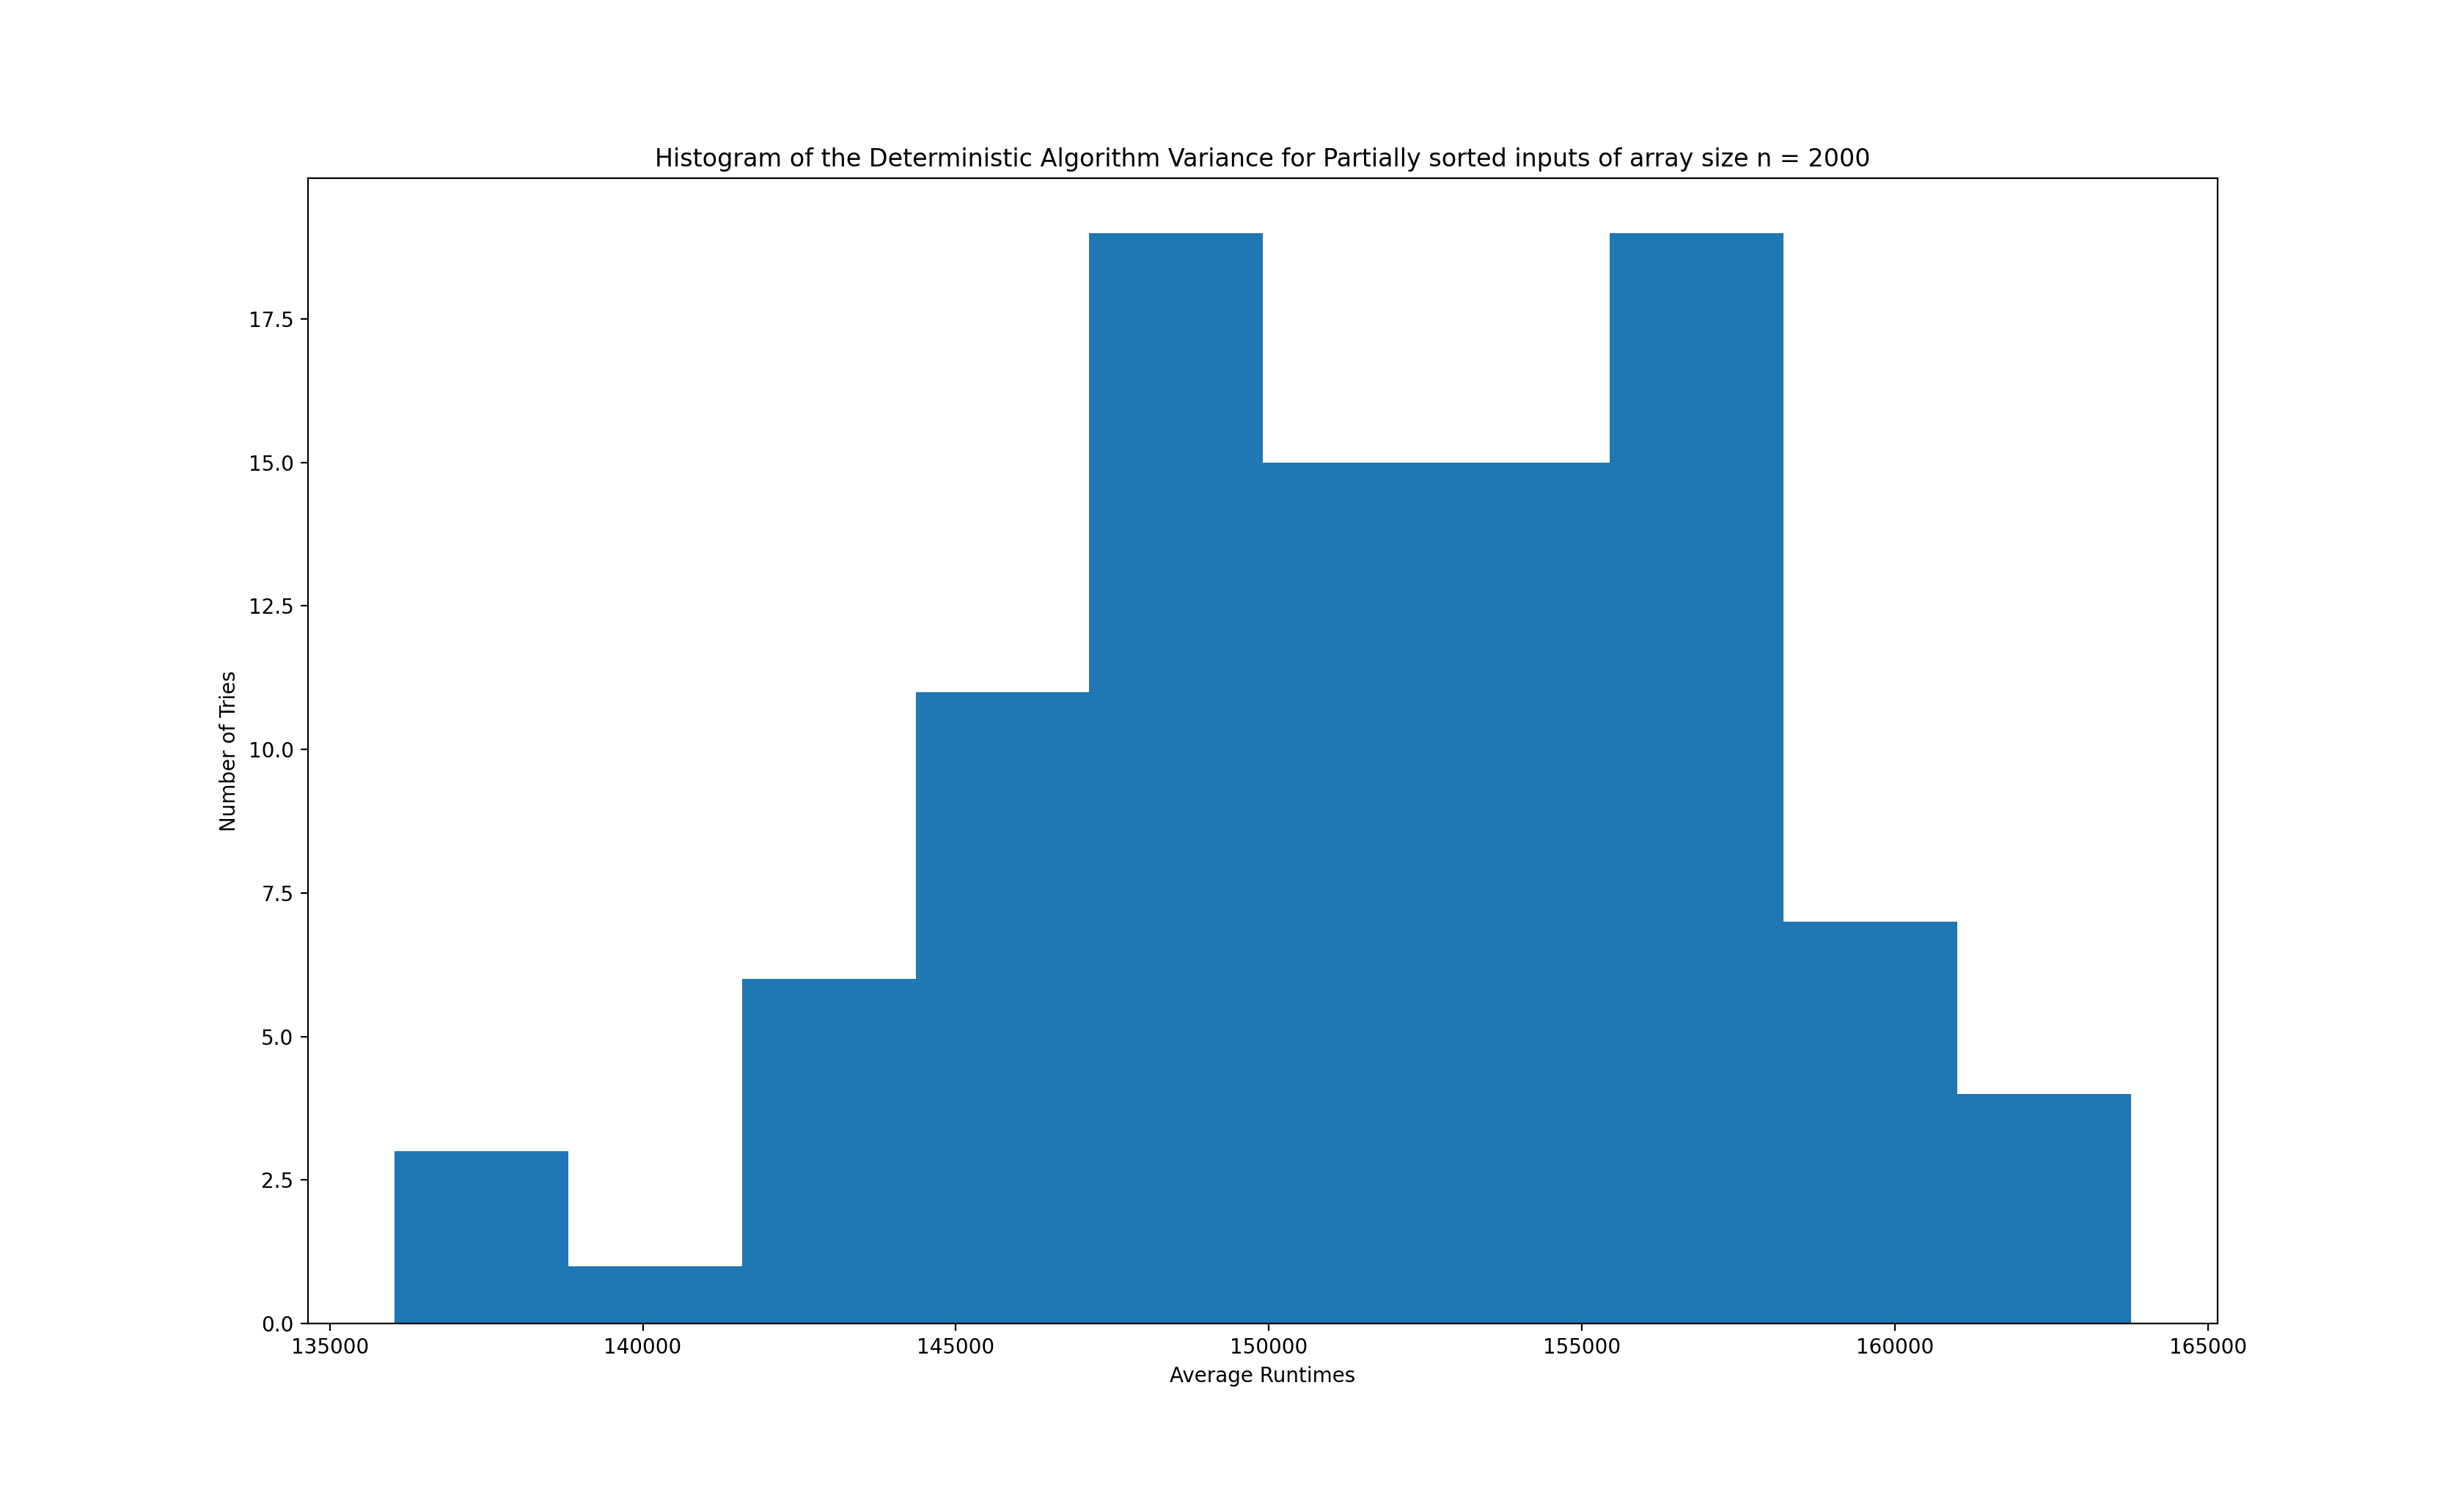 Histogram of the Deterministic Algorithm Variance for Partially sorted inputs of array size n = 2000
17.5
15.0
12.5
10.0
7.5
5.0
2.5
0.0
Number of Tries
135000 140000 145000 150000 155000 160000 165000
Average Runtimes